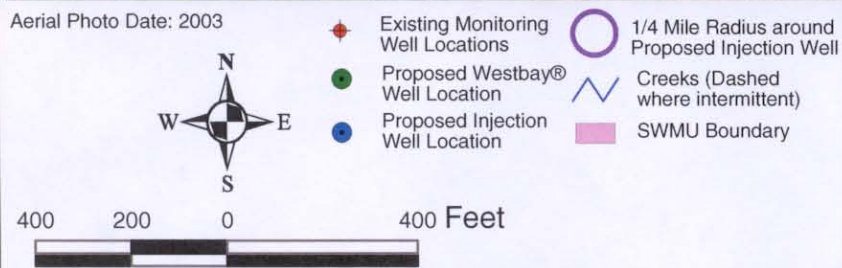 Aerial Photo Date: 2003
N
W
E
S
400 200 0 400 Feet
Existing Monitoring
Well Locations
Proposed Westbay®
Well Location
Proposed Injection
Well Location
1/4 Mile Radius around
Proposed Injection Well
Creeks (Dashed
where intermittent)
SWMU Boundary